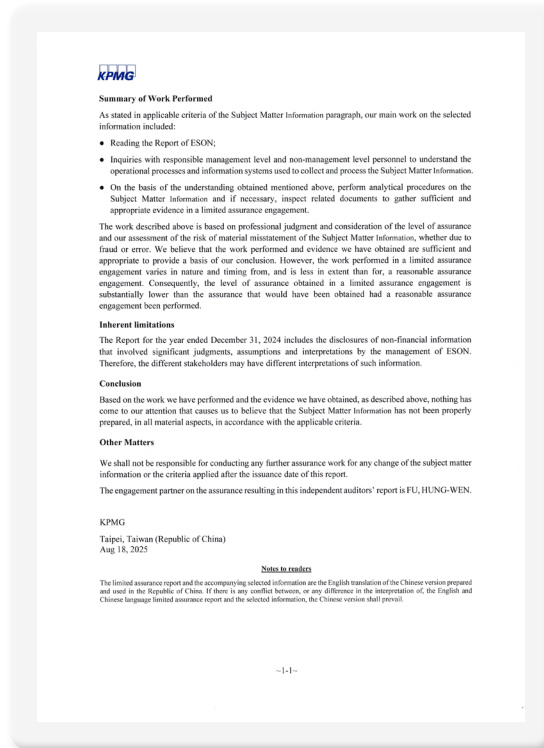 KPMG
Summary of Work Performed
As stated in applicable criteria of the Subject Matter Information paragraph, our main work on the selected
information included:
● Reading the Report of ESON;
● Inquiries with responsible management level and non-management level personnel to understand the
operational processes and information systems used to collect and process the Subject Matter Information.
● On the basis of the understanding obtained mentioned above, perform analytical procedures on the
Subject Matter Information and if necessary, inspect related documents to gather sufficient and
appropriate evidence in a limited assurance engagement.
The work described above is based on professional judgment and consideration of the level of assurance
and our assessment of the risk of material misstatement of the Subject Matter Information, whether due to
fraud or error. We believe that the work performed and evidence we have obtained are sufficient and
appropriate to provide a basis of our conclusion. However, the work performed in a limited assurance
engagement varies in nature and timing from, and is less in extent than for, a reasonable assurance
engagement. Consequently, the level of assurance obtained in a limited assurance engagement is
substantially lower than the assurance that would have been obtained had a reasonable assurance
engagement been performed.
Inherent limitations
The Report for the year ended December 31, 2024 includes the disclosures of non-financial information
that involved significant judgments, assumptions and interpretations by the management of ESON.
Therefore, the different stakeholders may have different interpretations of such information.
Conclusion
Based on the work we have performed and the evidence we have obtained, as described above, nothing has
come to our attention that causes us to believe that the Subject Matter Information has not been properly
prepared, in all material aspects, in accordance with the applicable criteria.
Other Matters
We shall not be responsible for conducting any further assurance work for any change of the subject matter
information or the criteria applied after the issuance date of this report.
The engagement partner on the assurance resulting in this independent auditors' report is FU, HUNG-WEN.
KPMG
Taipei, Taiwan (Republic of China)
Aug 18, 2025
Notes to readers
The limited assurance report and the accompanying selected information are the English translation of the Chinese version prepared
and used in the Republic of China. If there is any conflict between, or any difference in the interpretation of, the English and
Chinese language limited assurance report and the selected information, the Chinese version shall prevail.
~1-1~